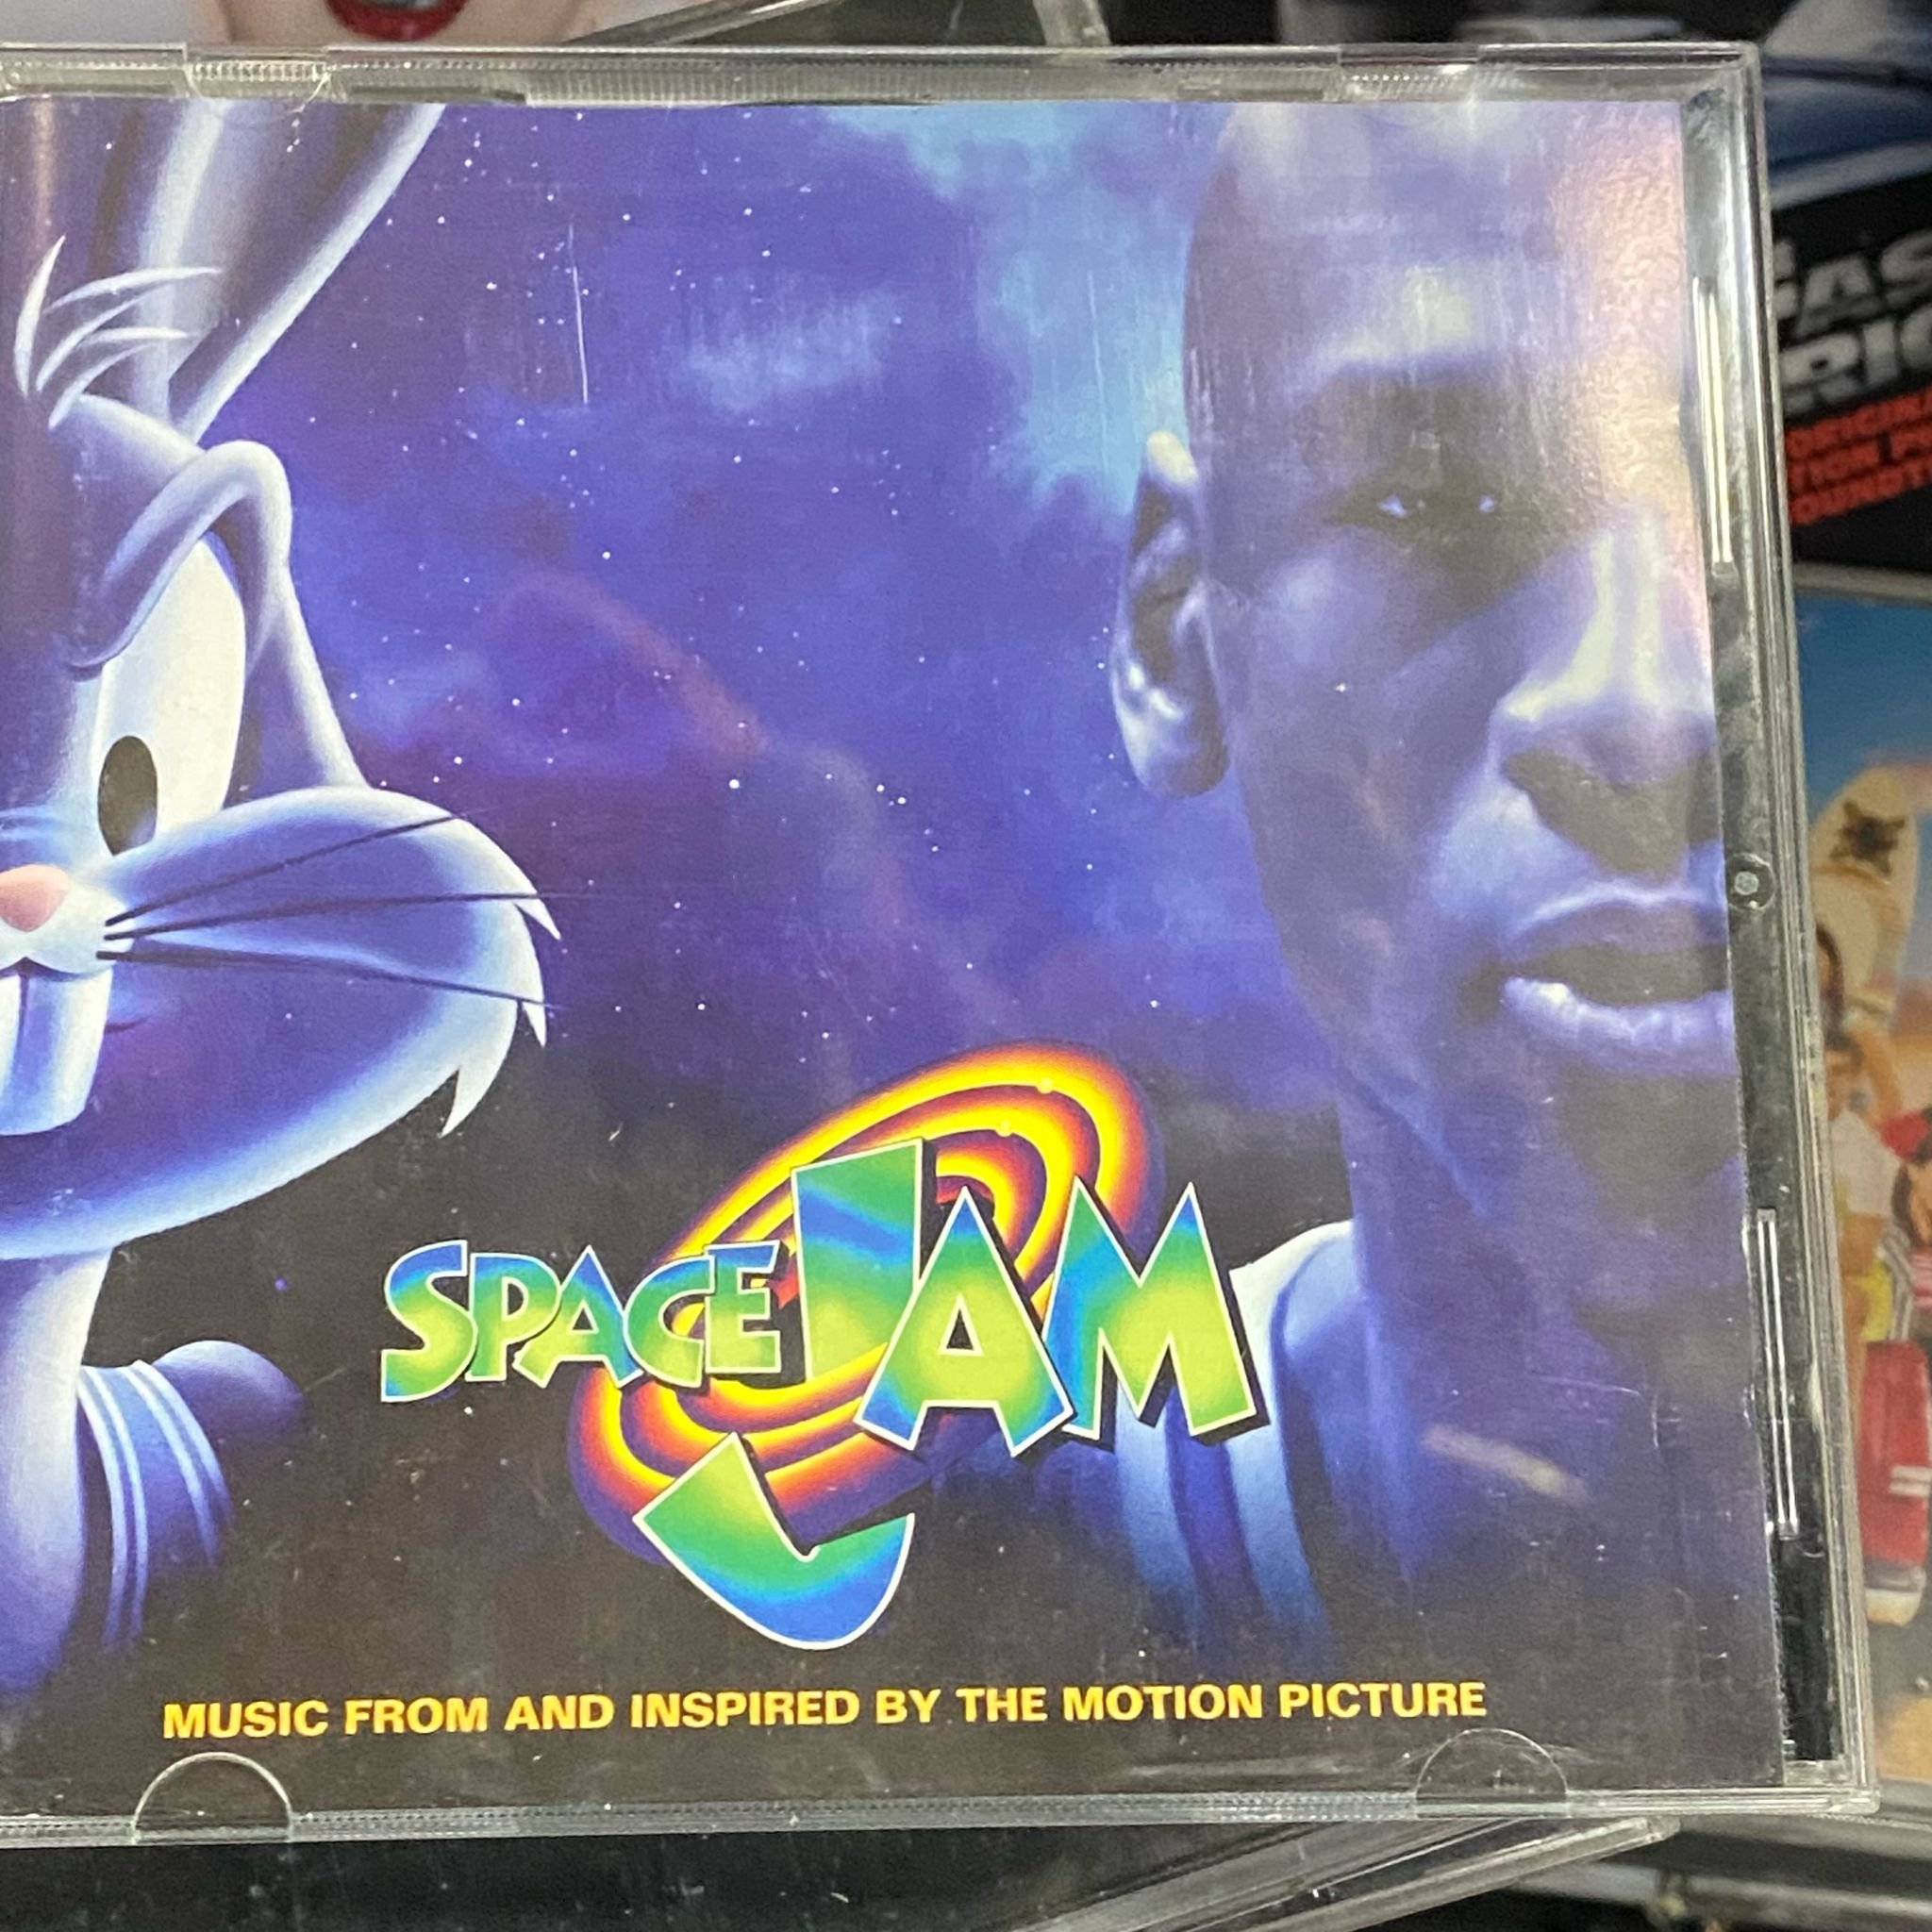 SPACE JAM
MUSIC FROM AND INSPIRED BY THE MOTION PICTURE